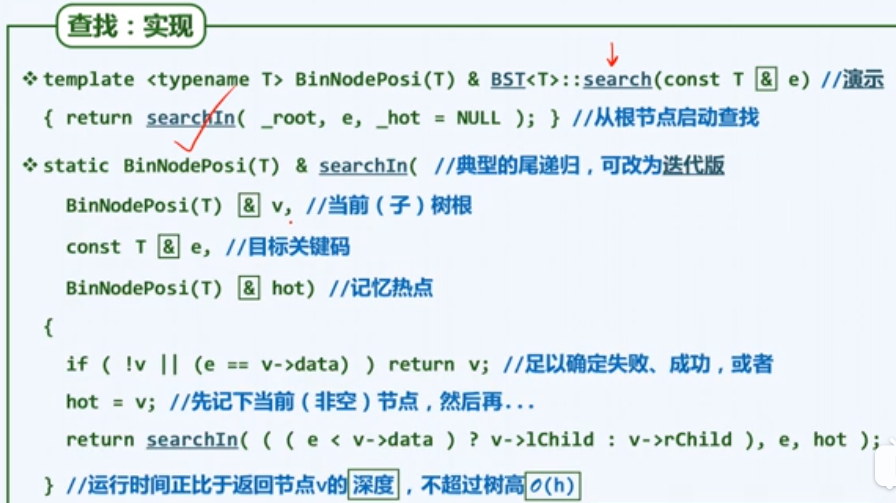 查找：实现
❖ template <typename T> BinNodePosi(T) & BST<T>::search(const T & e) //演示
{ return searchIn( _root, e, _hot = NULL ); } //从根节点启动查找
❖ static BinNodePosi(T) & searchIn( //典型的尾递归，可改为迭代版
BinNodePosi(T) & v, //当前（子）树根
const T & e, //目标关键码
BinNodePosi(T) & hot) //记忆热点
{
if ( !v || (e == v->data) ) return v; //足以确定失败、成功，或者
hot = v; //先记下当前（非空）节点，然后再...
return searchIn( ( ( e < v->data ) ? v->lChild : v->rChild ), e, hot );
} //运行时间正比于返回节点v的深度，不超过树高O(h)